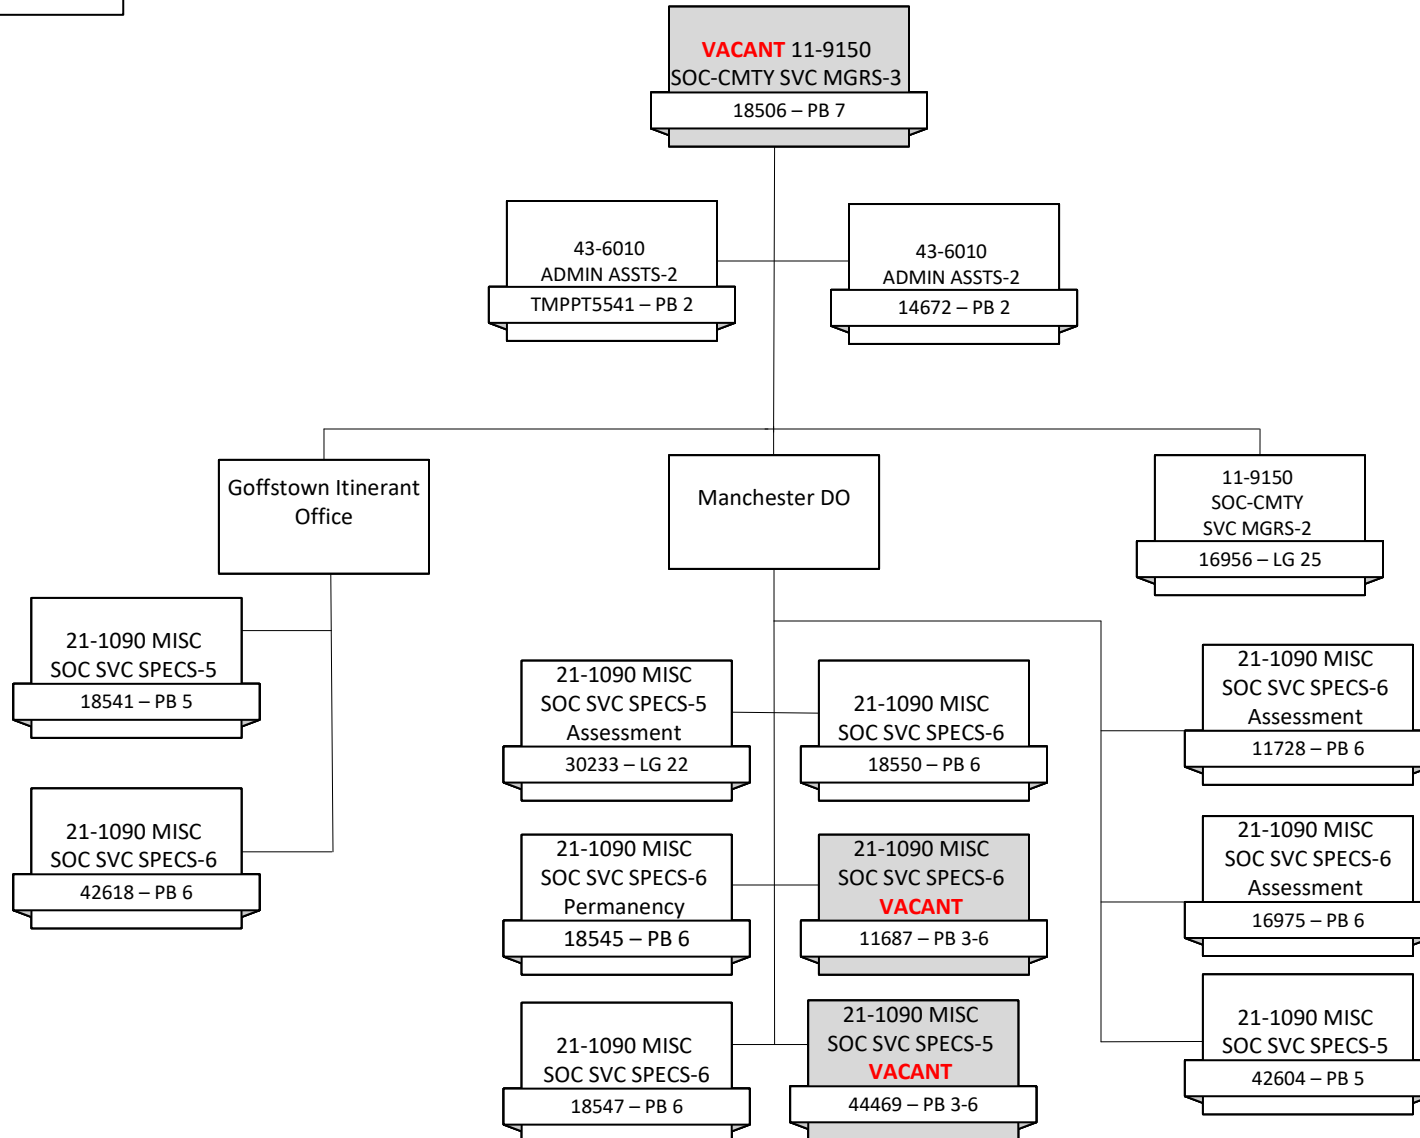 VACANT 11-9150
SOC-CMTY SVC MGRS-3
18506 – PB 7
43-6010
ADMIN ASSTS-2
TMPPT5541 – PB 2
43-6010
ADMIN ASSTS-2
14672 – PB 2
Goffstown Itinerant
Office
Manchester DO
11-9150
SOC-CMTY
SVC MGRS-2
16956 – LG 25
21-1090 MISC
SOC SVC SPECS-5
18541 – PB 5
21-1090 MISC
SOC SVC SPECS-6
42618 – PB 6
21-1090 MISC
SOC SVC SPECS-5
Assessment
30233 – LG 22
21-1090 MISC
SOC SVC SPECS-6
18550 – PB 6
21-1090 MISC
SOC SVC SPECS-6
Permanency
18545 – PB 6
21-1090 MISC
SOC SVC SPECS-6
VACANT
11687 – PB 3-6
21-1090 MISC
SOC SVC SPECS-6
18547 – PB 6
21-1090 MISC
SOC SVC SPECS-5
VACANT
44469 – PB 3-6
21-1090 MISC
SOC SVC SPECS-6
Assessment
11728 – PB 6
21-1090 MISC
SOC SVC SPECS-6
Assessment
16975 – PB 6
21-1090 MISC
SOC SVC SPECS-5
42604 – PB 5